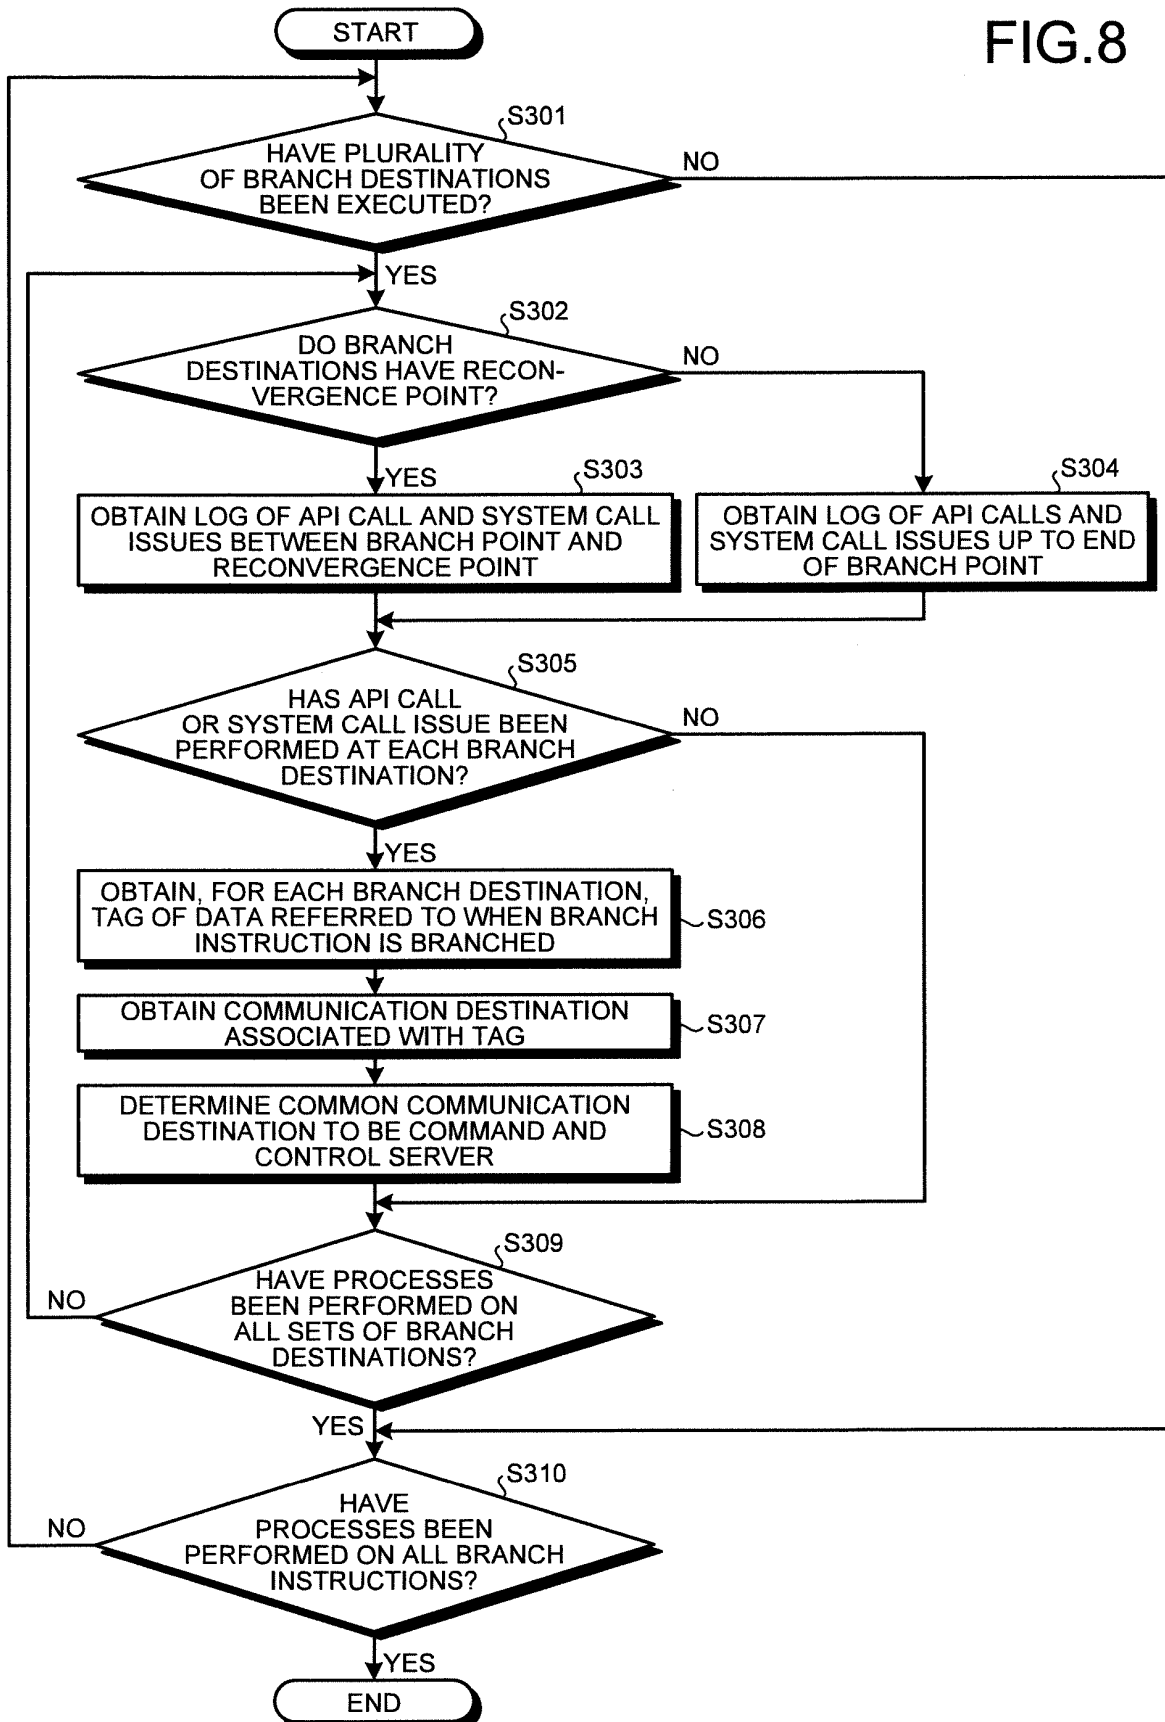 FIG.8
START
S301
HAVE PLURALITY
OF BRANCH DESTINATIONS
BEEN EXECUTED?
NO
YES
S302
DO BRANCH
DESTINATIONS HAVE RECON-
VERGENCE POINT?
NO
YES
S303
OBTAIN LOG OF API CALL AND SYSTEM CALL
ISSUES BETWEEN BRANCH POINT AND
RECONVERGENCE POINT
S304
OBTAIN LOG OF API CALLS AND
SYSTEM CALL ISSUES UP TO END
OF BRANCH POINT
S305
HAS API CALL
OR SYSTEM CALL ISSUE BEEN
PERFORMED AT EACH BRANCH
DESTINATION?
NO
YES
OBTAIN, FOR EACH BRANCH DESTINATION,
TAG OF DATA REFERRED TO WHEN BRANCH
INSTRUCTION IS BRANCHED
S306
OBTAIN COMMUNICATION DESTINATION
ASSOCIATED WITH TAG
S307
DETERMINE COMMON COMMUNICATION
DESTINATION TO BE COMMAND AND
CONTROL SERVER
S308
S309
HAVE PROCESSES
BEEN PERFORMED ON
ALL SETS OF BRANCH
DESTINATIONS?
NO
YES
S310
HAVE
PROCESSES BEEN
PERFORMED ON ALL BRANCH
INSTRUCTIONS?
NO
YES
END